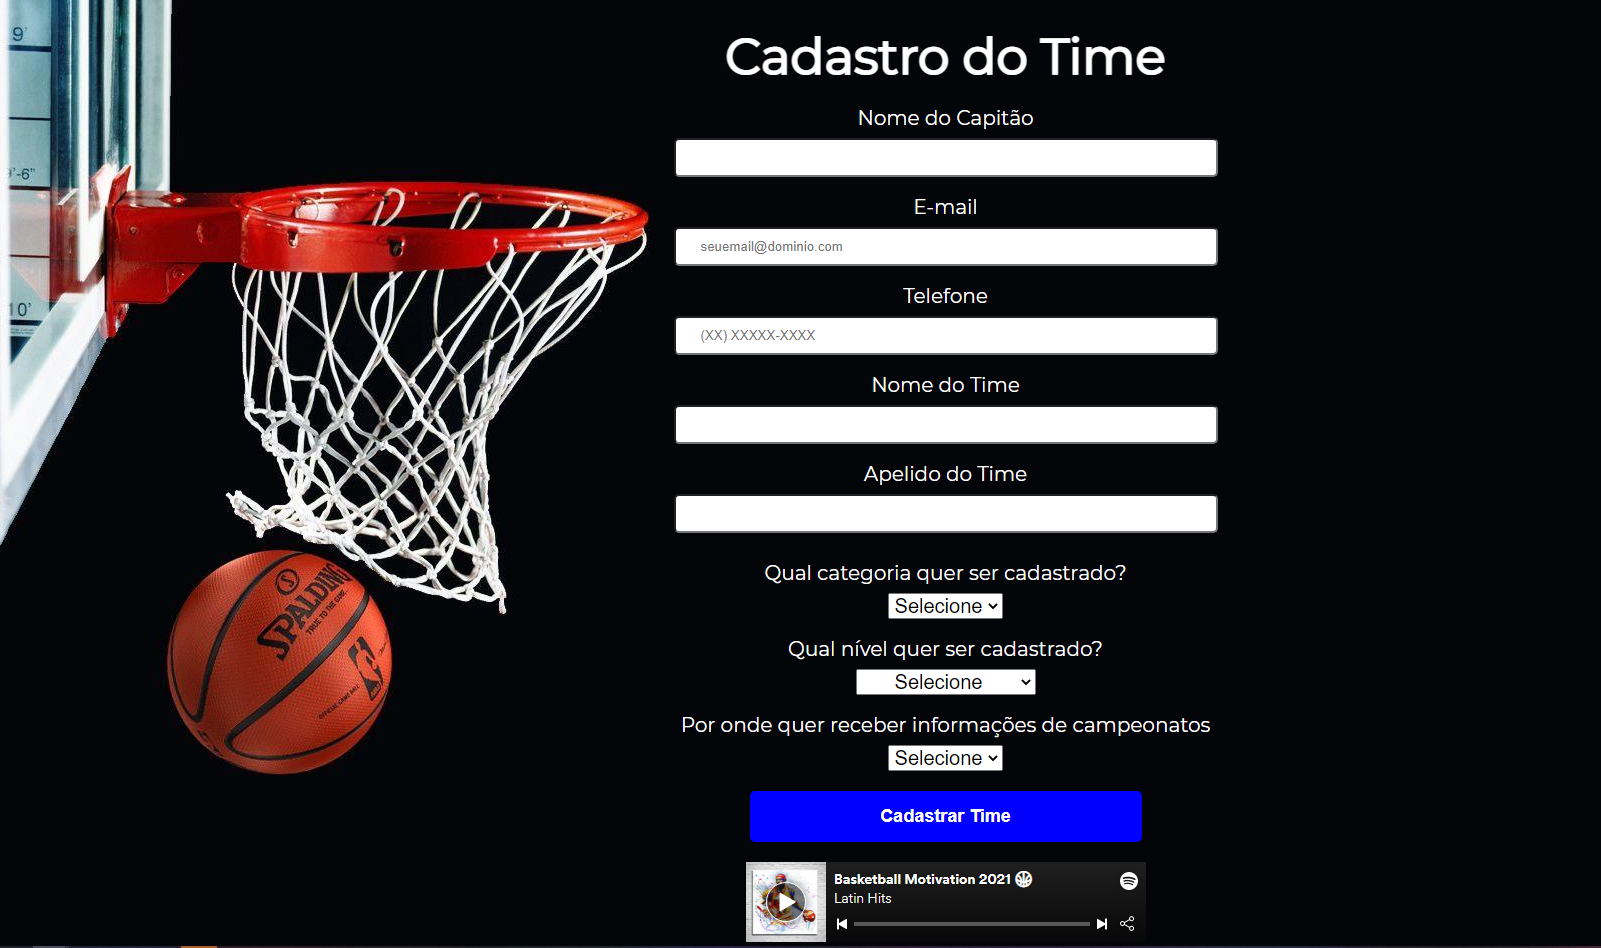 9'
9'-6"
10'
SPALDING
TRUE TO THE GAME
OFFICIAL GAME BALL
Cadastro do Time
Nome do Capitão
E-mail
seuemail@dominio.com
Telefone
(XX) XXXXX-XXXX
Nome do Time
Apelido do Time
Qual categoria quer ser cadastrado?
Selecione
Qual nível quer ser cadastrado?
Selecione
Por onde quer receber informações de campeonatos
Selecione
Cadastrar Time
Basketball Motivation 2021
Latin Hits